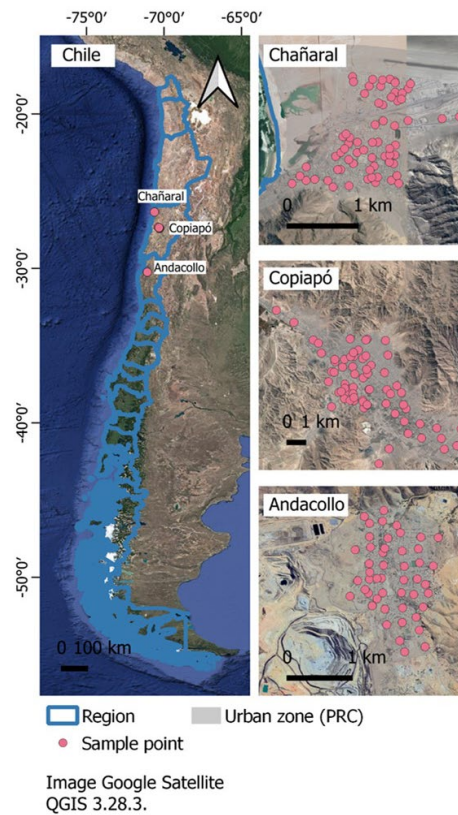 -75°0' -70°0' -65°0'
Chile
-20°0'
-30°0'
-40°0'
-50°0'
Chañaral
Copiapó
Andacollo
0 100 km
Chañaral
0 1 km
Copiapó
0 1 km
Andacollo
0 1 km
Region
Urban zone (PRC)
Sample point
Image Google Satellite
QGIS 3.28.3.